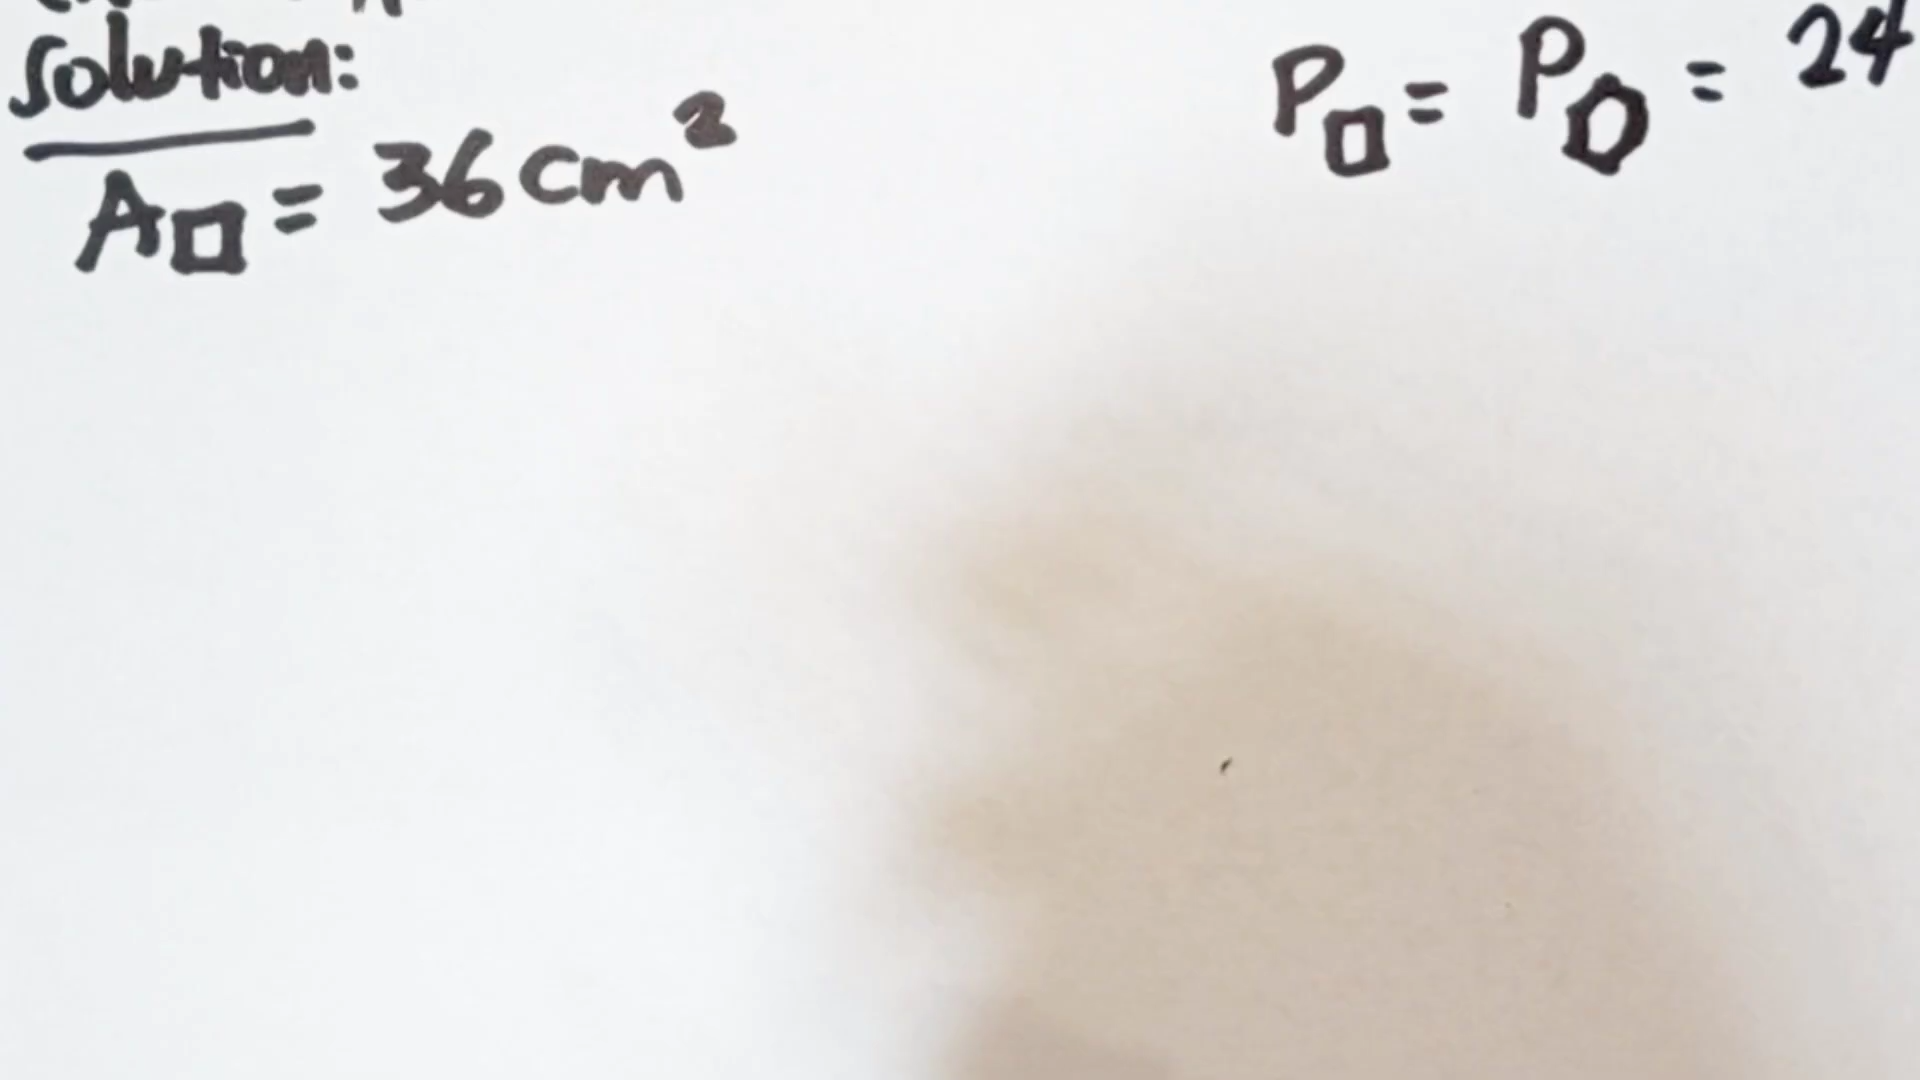 Solution:
A□ = 36 cm²
P□ = P⬡ = 24